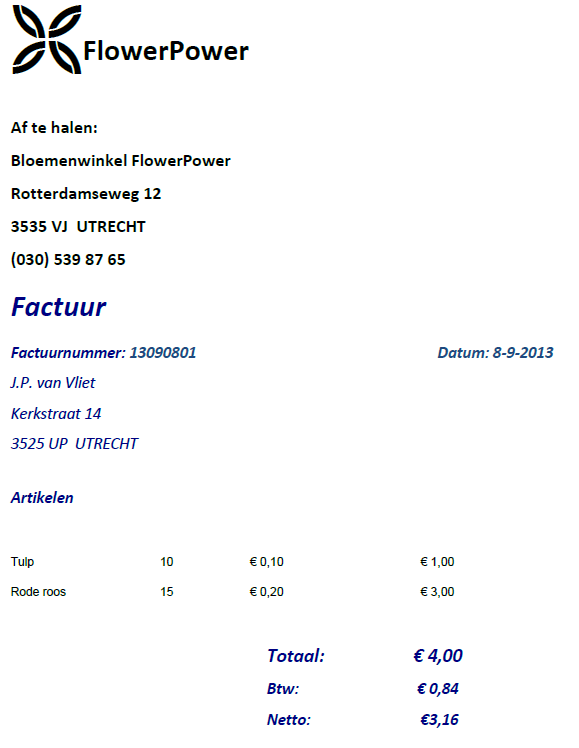 FlowerPower
Af te halen:
Bloemenwinkel FlowerPower
Rotterdamseweg 12
3535 VJ  UTRECHT
(030) 539 87 65
Factuur
Factuurnummer: 13090801 Datum: 8-9-2013
J.P. van Vliet
Kerkstraat 14
3525 UP  UTRECHT
Artikelen
Tulp 10 € 0,10 € 1,00
Rode roos 15 € 0,20 € 3,00
Totaal: € 4,00
Btw: € 0,84
Netto: €3,16